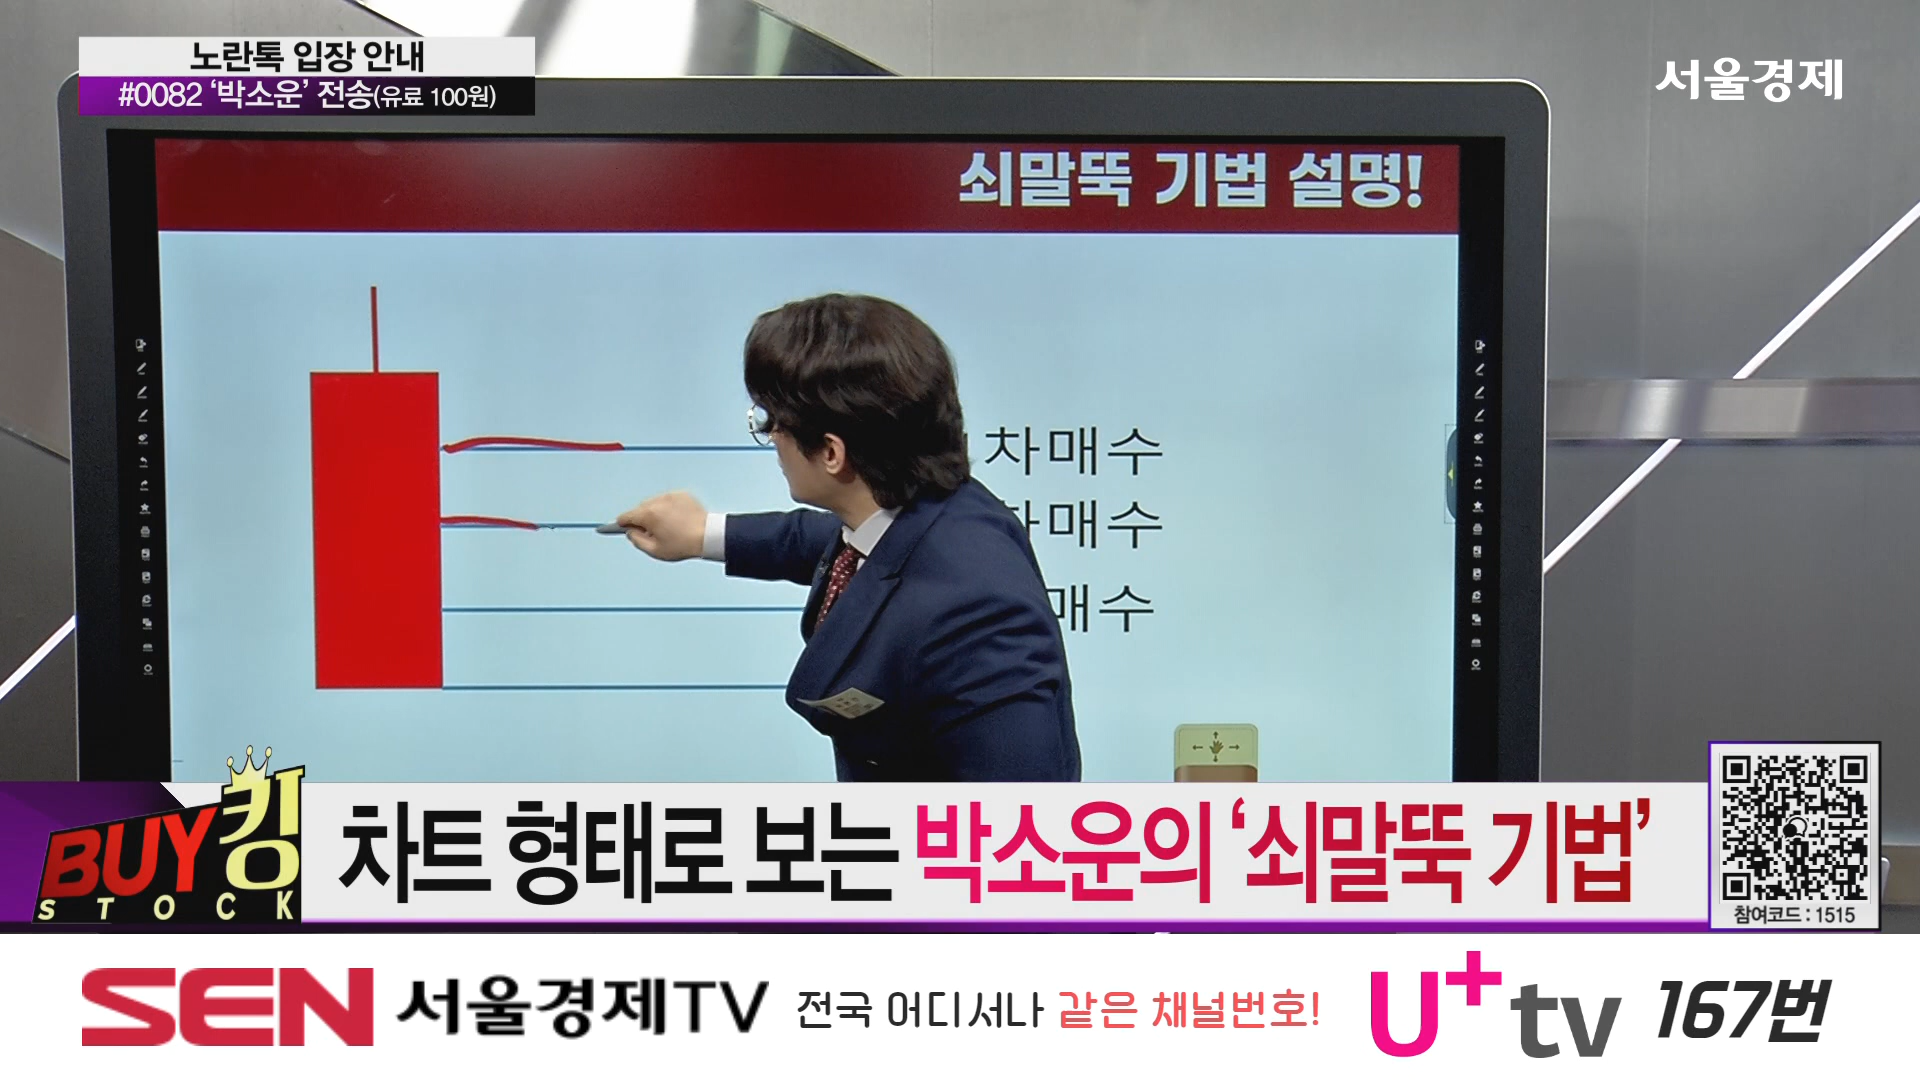 노란톡 입장 안내
#0082 ‘박소운’ 전송(유료 100원)
서울경제
쇠말뚝 기법 설명!
차매수
매수
매수
BUY킹
STOCK
차트 형태로 보는 박소운의 ‘쇠말뚝 기법’
참여코드 : 1515
SEN 서울경제TV 전국 어디서나 같은 채널번호! U+tv 167번